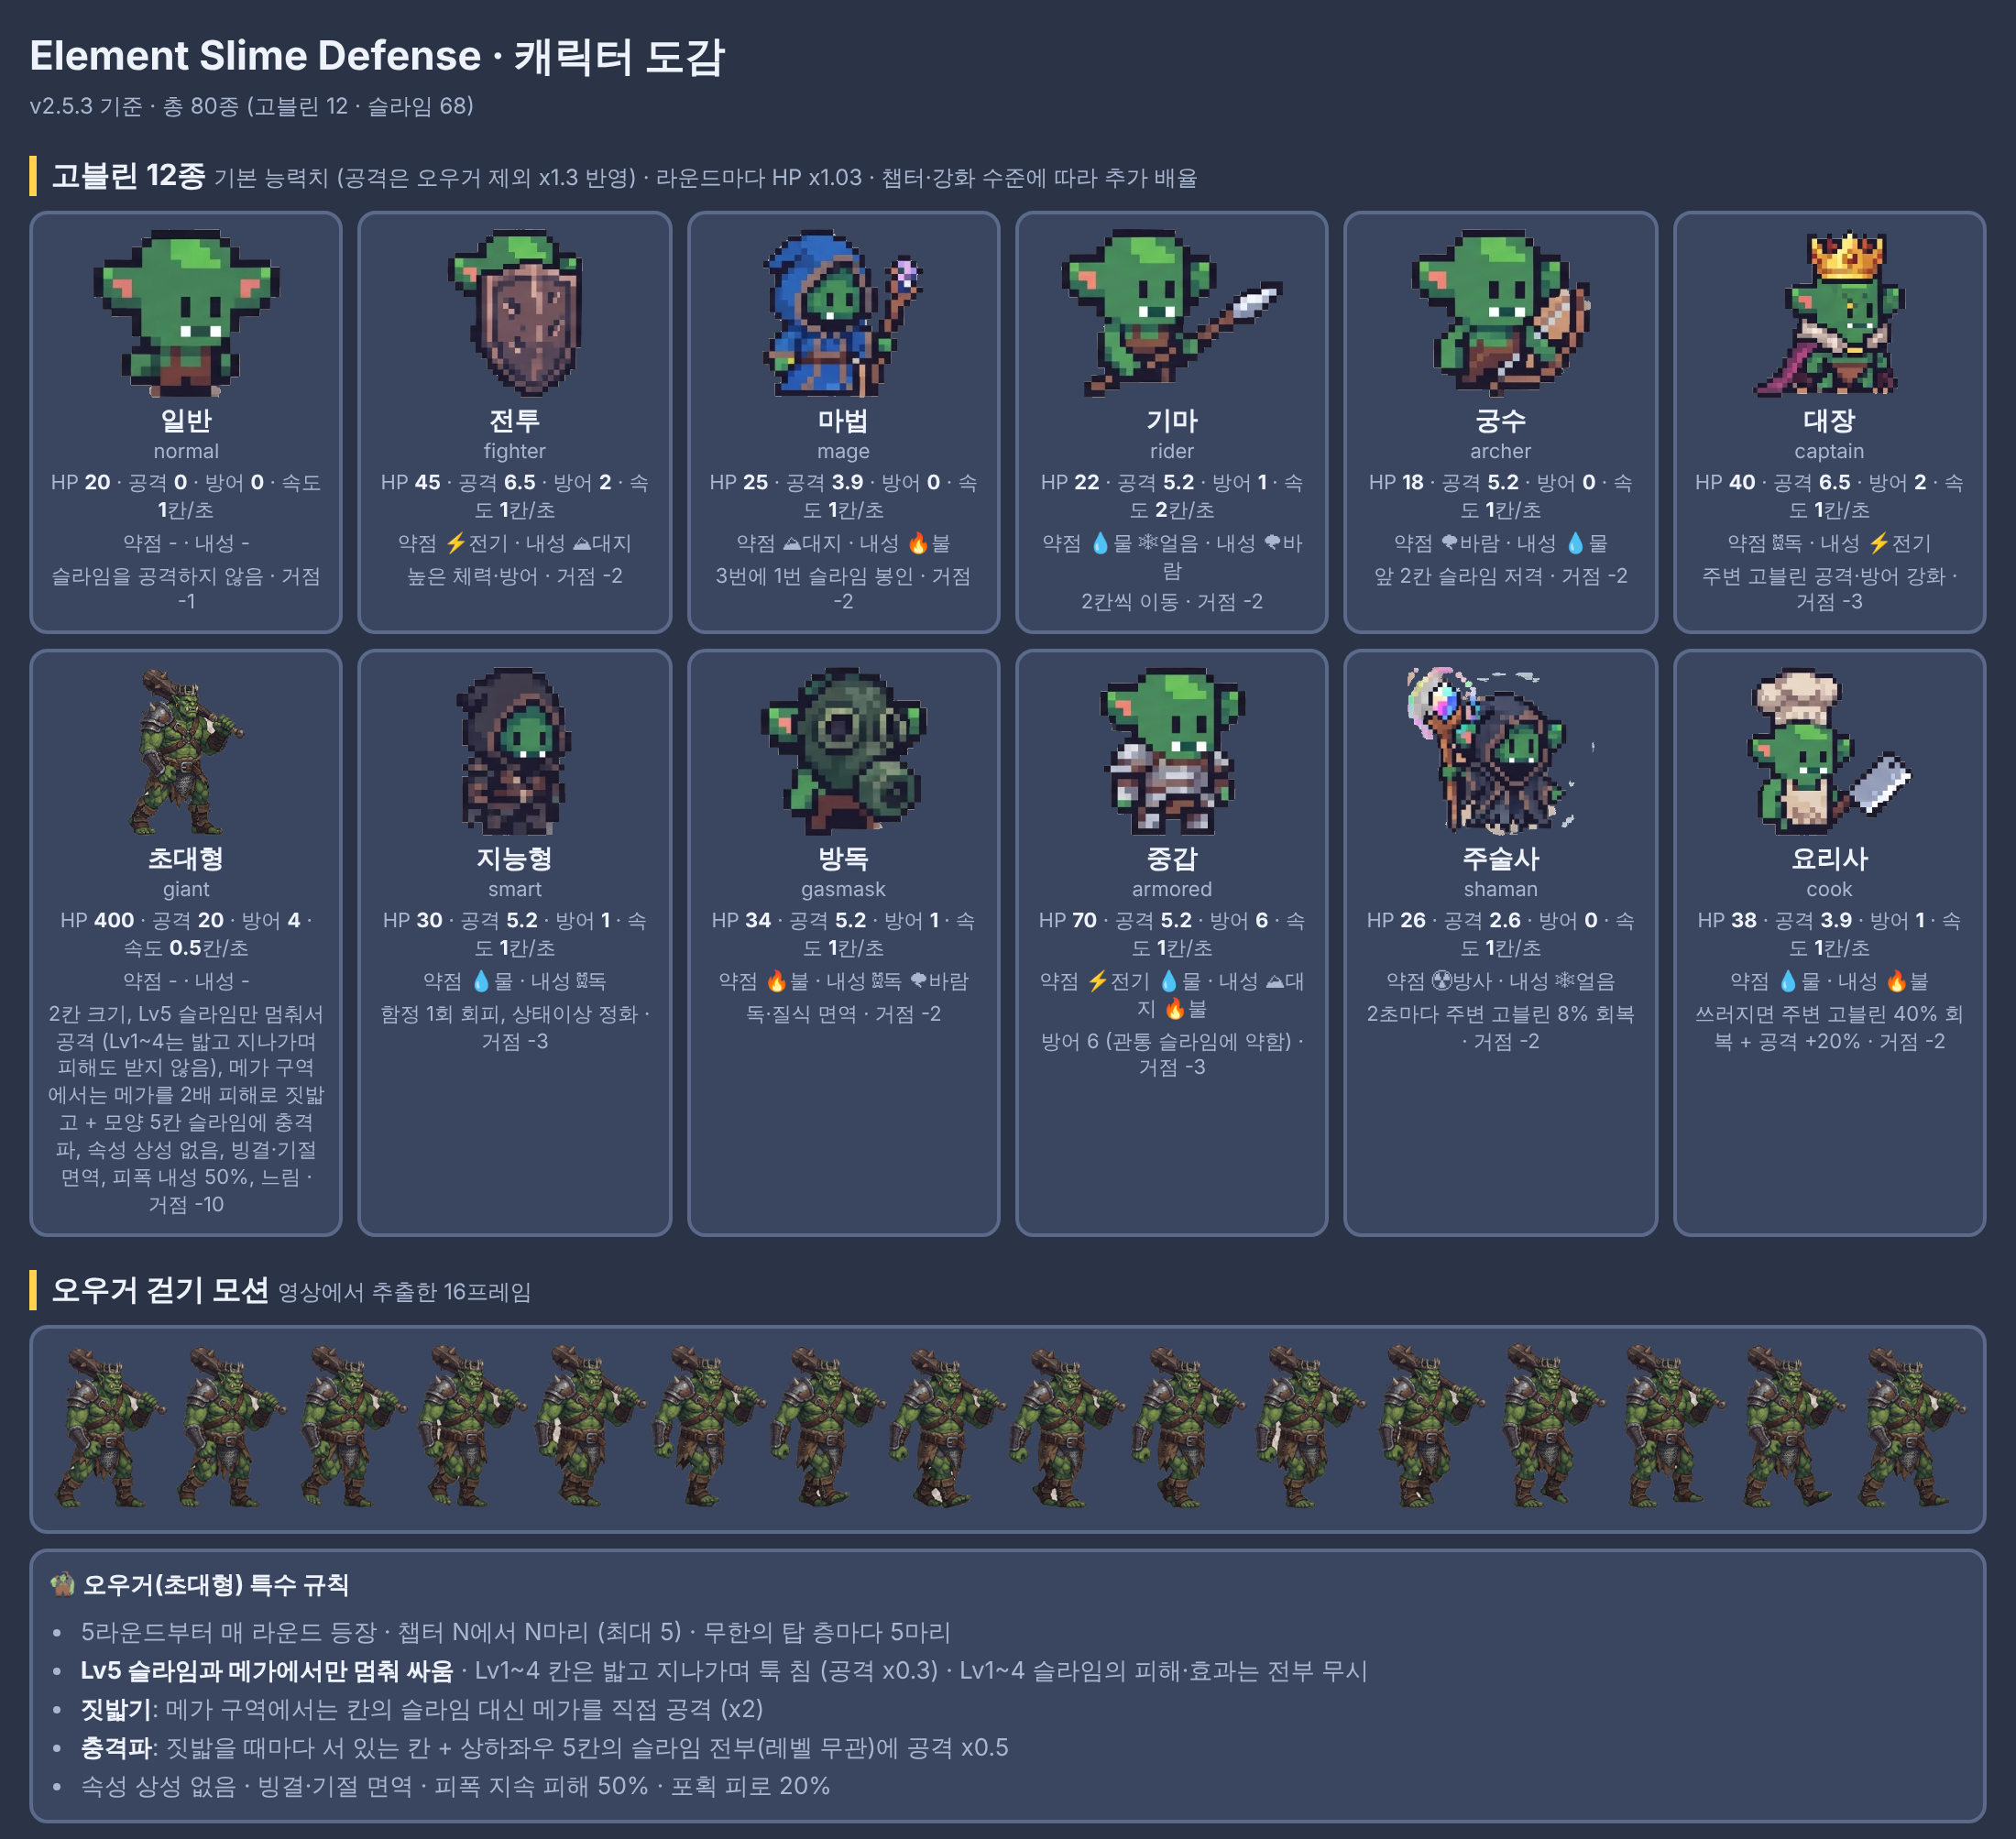 Element Slime Defense · 캐릭터 도감
v2.5.3 기준 · 총 80종 (고블린 12 · 슬라임 68)
고블린 12종 기본 능력치 (공격은 오우거 제외 x1.3 반영) · 라운드마다 HP x1.03 · 챕터·강화 수준에 따라 추가 배율
일반
normal
HP 20 · 공격 0 · 방어 0 · 속도
1칸/초
약점 - · 내성 -
슬라임을 공격하지 않음 · 거점
-1
전투
fighter
HP 45 · 공격 6.5 · 방어 2 · 속
도 1칸/초
약점 ⚡전기 · 내성 ⛰대지
높은 체력·방어 · 거점 -2
마법
mage
HP 25 · 공격 3.9 · 방어 0 · 속
도 1칸/초
약점 ⛰대지 · 내성 🔥불
3번에 1번 슬라임 봉인 · 거점
-2
기마
rider
HP 22 · 공격 5.2 · 방어 1 · 속
도 2칸/초
약점 💧물 ❄얼음 · 내성 🌪바
람
2칸씩 이동 · 거점 -2
궁수
archer
HP 18 · 공격 5.2 · 방어 0 · 속
도 1칸/초
약점 🌪바람 · 내성 💧물
앞 2칸 슬라임 저격 · 거점 -2
대장
captain
HP 40 · 공격 6.5 · 방어 2 · 속
도 1칸/초
약점 ☠독 · 내성 ⚡전기
주변 고블린 공격·방어 강화 ·
거점 -3
초대형
giant
HP 400 · 공격 20 · 방어 4 ·
속도 0.5칸/초
약점 - · 내성 -
2칸 크기, Lv5 슬라임만 멈춰서
공격 (Lv1~4는 밟고 지나가며
피해도 받지 않음), 메가 구역
에서는 메가를 2배 피해로 짓밟
고 + 모양 5칸 슬라임에 충격
파, 속성 상성 없음, 빙결·기절
면역, 피폭 내성 50%, 느림 ·
거점 -10
지능형
smart
HP 30 · 공격 5.2 · 방어 1 · 속
도 1칸/초
약점 💧물 · 내성 ☠독
함정 1회 회피, 상태이상 정화 ·
거점 -3
방독
gasmask
HP 34 · 공격 5.2 · 방어 1 · 속
도 1칸/초
약점 🔥불 · 내성 ☠독 🌪바람
독·질식 면역 · 거점 -2
중갑
armored
HP 70 · 공격 5.2 · 방어 6 · 속
도 1칸/초
약점 ⚡전기 💧물 · 내성 ⛰대
지 🔥불
방어 6 (관통 슬라임에 약함) ·
거점 -3
주술사
shaman
HP 26 · 공격 2.6 · 방어 0 · 속
도 1칸/초
약점 ☢방사 · 내성 ❄얼음
2초마다 주변 고블린 8% 회복
· 거점 -2
요리사
cook
HP 38 · 공격 3.9 · 방어 1 · 속
도 1칸/초
약점 💧물 · 내성 🔥불
쓰러지면 주변 고블린 40% 회
복 + 공격 +20% · 거점 -2
오우거 걷기 모션 영상에서 추출한 16프레임
오우거(초대형) 특수 규칙
• 5라운드부터 매 라운드 등장 · 챕터 N에서 N마리 (최대 5) · 무한의 탑 층마다 5마리
• Lv5 슬라임과 메가에서만 멈춰 싸움 · Lv1~4 칸은 밟고 지나가며 툭 침 (공격 x0.3) · Lv1~4 슬라임의 피해·효과는 전부 무시
• 짓밟기: 메가 구역에서는 칸의 슬라임 대신 메가를 직접 공격 (x2)
• 충격파: 짓밟을 때마다 서 있는 칸 + 상하좌우 5칸의 슬라임 전부(레벨 무관)에 공격 x0.5
• 속성 상성 없음 · 빙결·기절 면역 · 피폭 지속 피해 50% · 포획 피로 20%